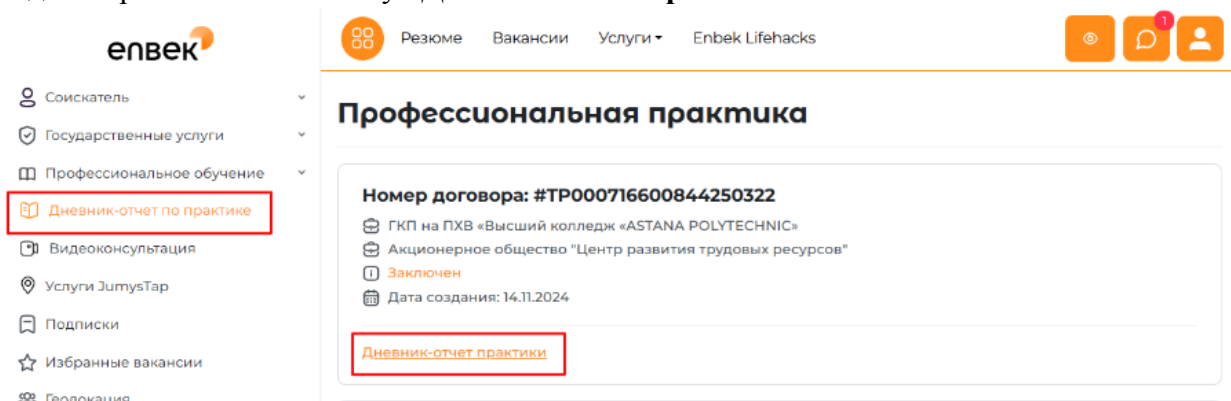 enbek
Резюме Вакансии Услуги Enbek Lifehacks
1
Соискатель
Государственные услуги
Профессиональное обучение
Дневник-отчет по практике
Видеоконсультация
Услуги JumysTap
Подписки
Избранные вакансии
Геолокация
Профессиональная практика
Номер договора: #TP000716600844250322
ГКП на ПХВ «Высший колледж «ASTANA POLYTECHNIC»
Акционерное общество "Центр развития трудовых ресурсов"
Заключен
Дата создания: 14.11.2024
Дневник-отчет практики